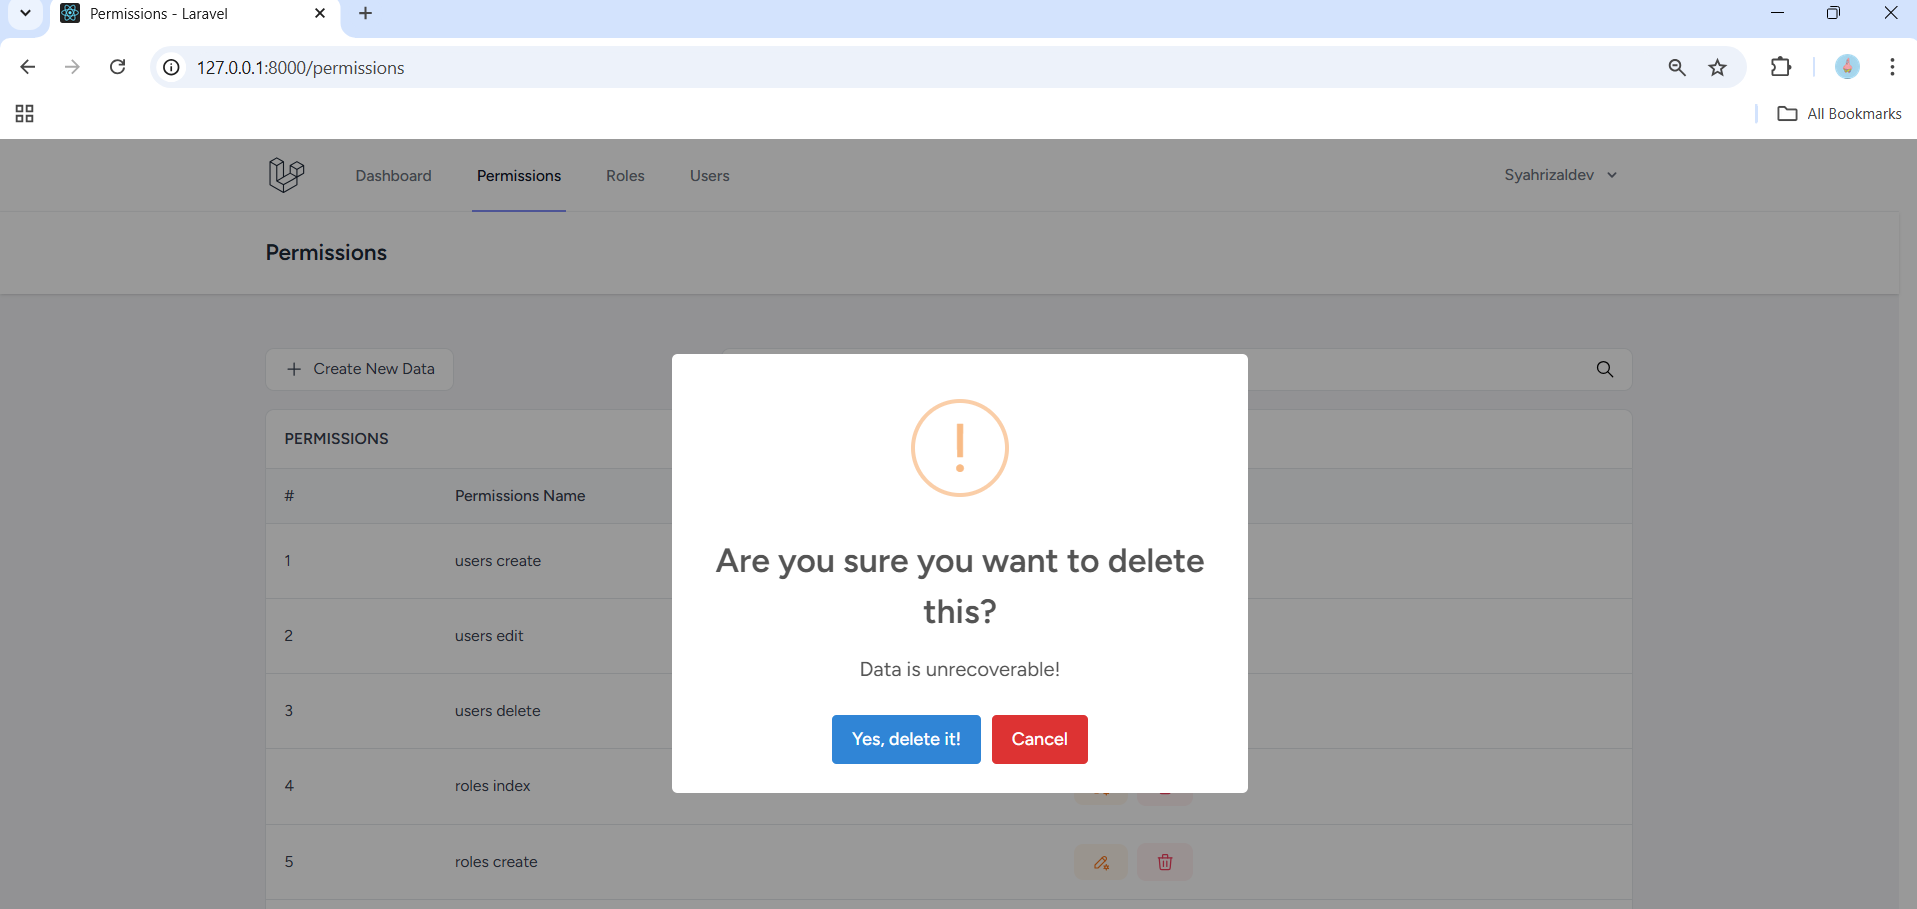 Permissions - Laravel
127.0.0.1:8000/permissions
All Bookmarks
Dashboard Permissions Roles Users Syahrizaldev
Permissions
Create New Data
PERMISSIONS
# Permissions Name
1 users create
2 users edit
3 users delete
4 roles index
5 roles create
Are you sure you want to delete
this?
Data is unrecoverable!
Yes, delete it! Cancel